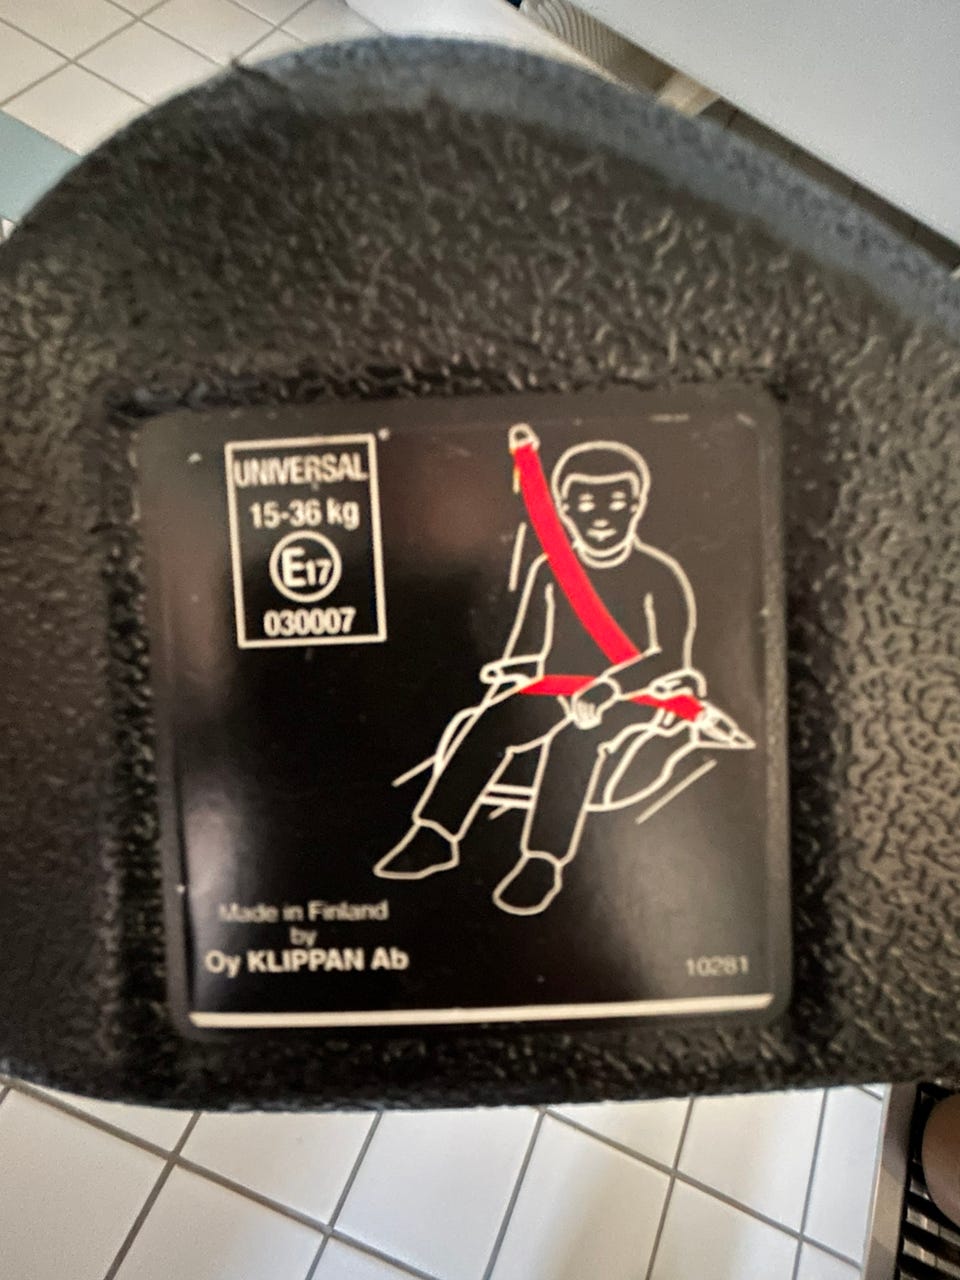 UNIVERSAL
15-36 kg
E17
030007
Made in Finland
by
Oy KLIPPAN Ab
10281